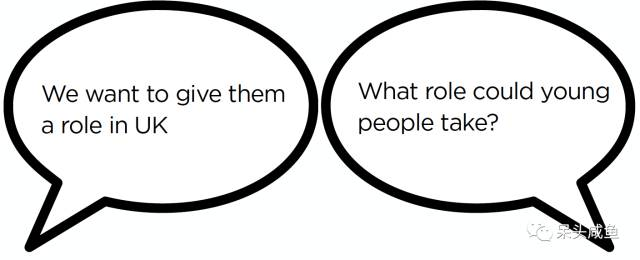 We want to give them
a role in UK
What role could young
people take?
呆头咸鱼